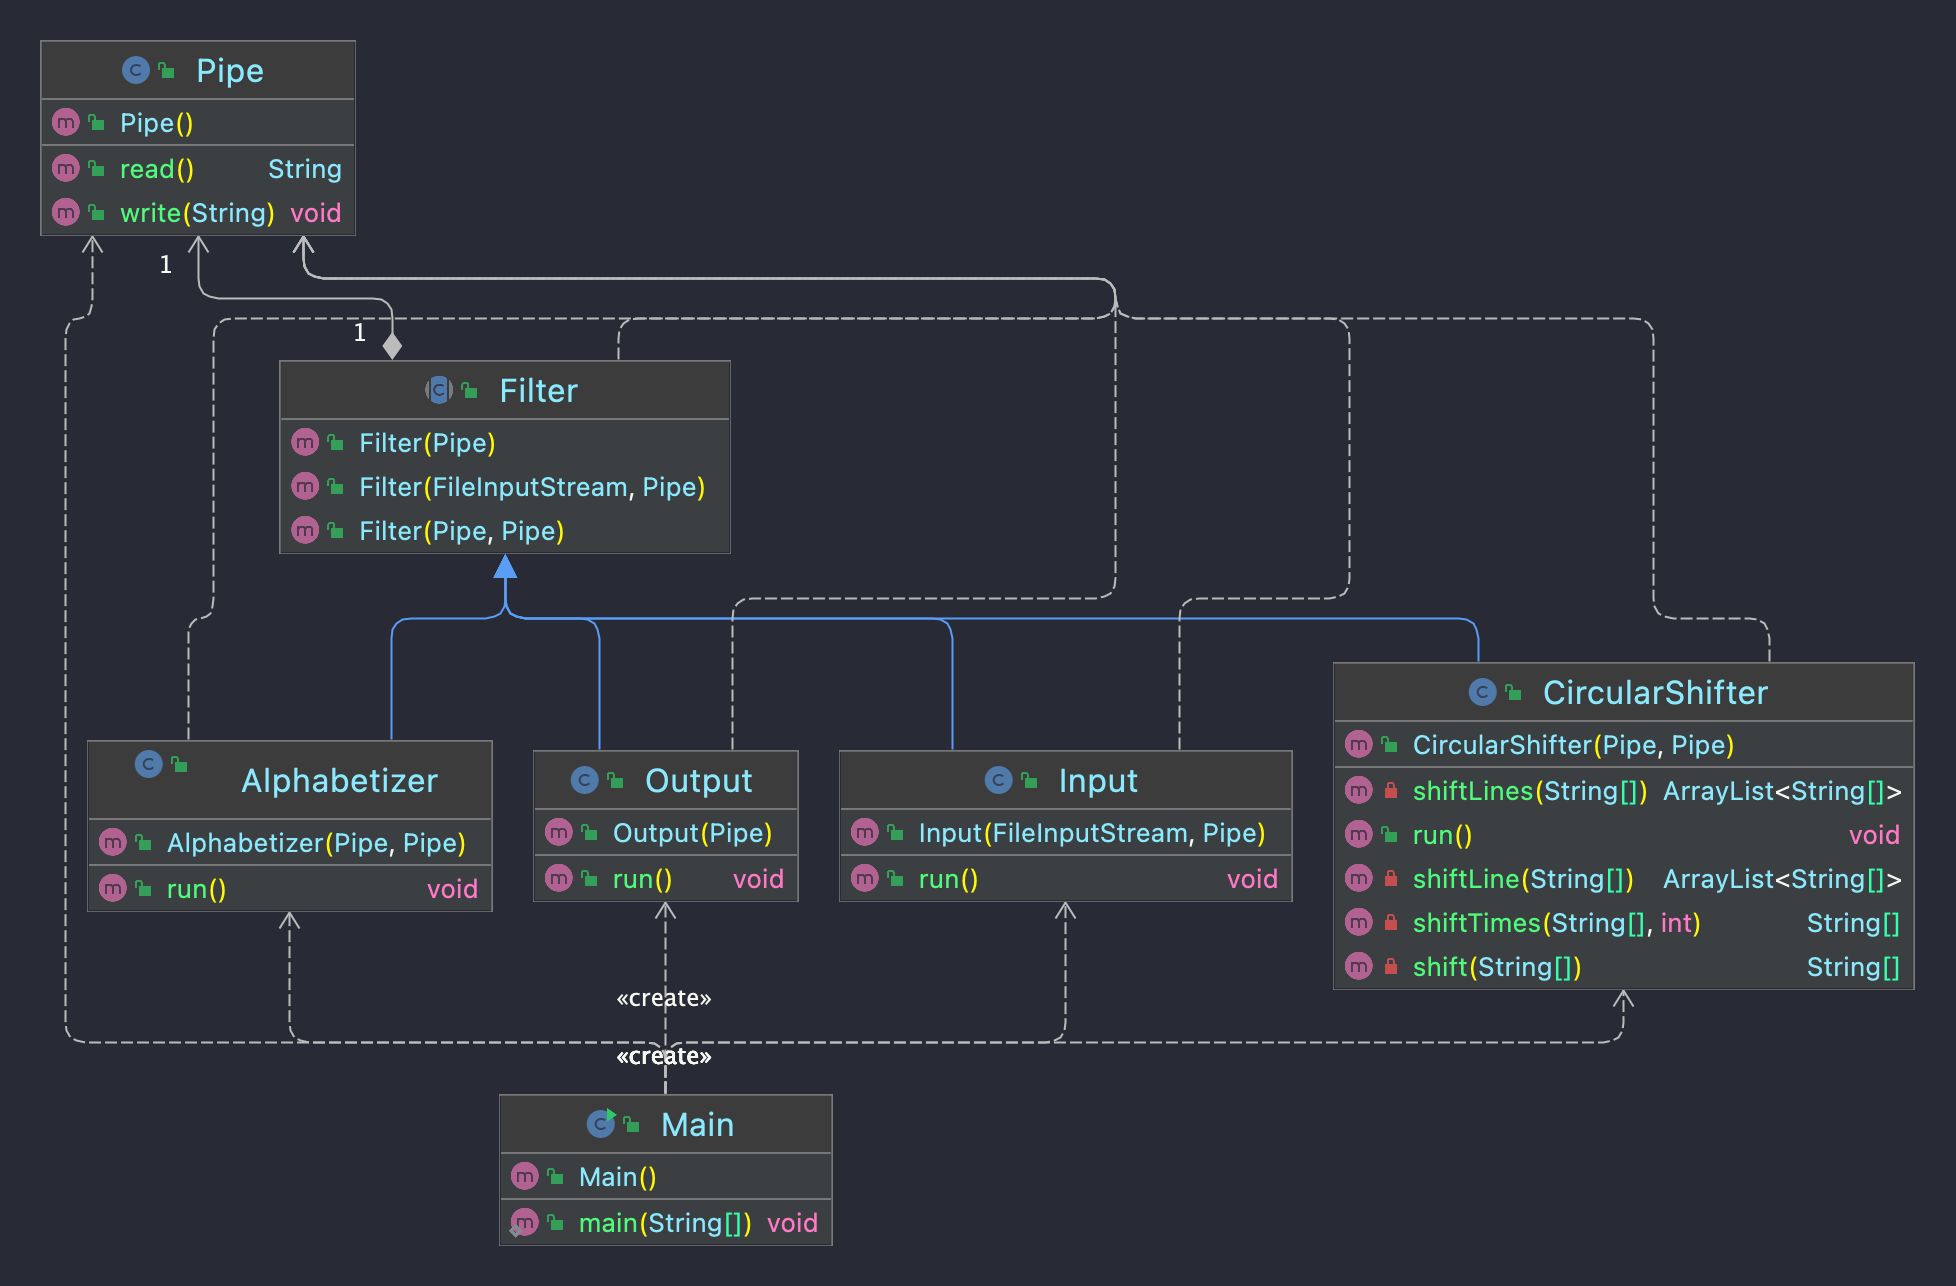 Pipe
Pipe()
read() String
write(String) void
1
1
Filter
Filter(Pipe)
Filter(FileInputStream, Pipe)
Filter(Pipe, Pipe)
Alphabetizer
Alphabetizer(Pipe, Pipe)
run() void
Output
Output(Pipe)
run() void
Input
Input(FileInputStream, Pipe)
run() void
CircularShifter
CircularShifter(Pipe, Pipe)
shiftLines(String[]) ArrayList<String[]>
run() void
shiftLine(String[]) ArrayList<String[]>
shiftTimes(String[], int) String[]
shift(String[]) String[]
«create»
«create»
Main
Main()
main(String[]) void